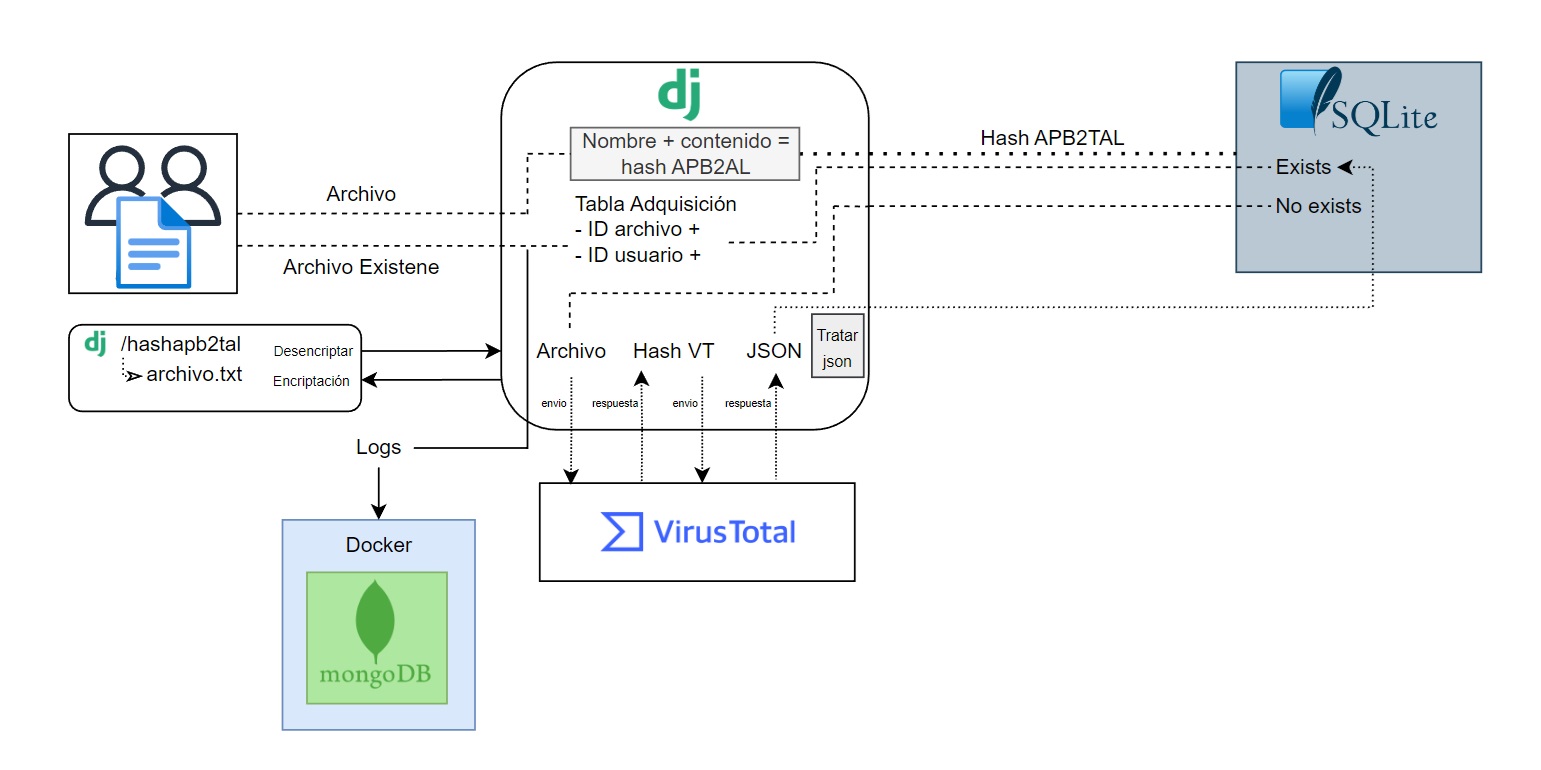 dj
Nombre + contenido =
hash APB2AL
Hash APB2TAL
SQLite
Exists
No exists
Archivo
Archivo Existene
Tabla Adquisición
- ID archivo +
- ID usuario +
dj
/hashapb2tal
archivo.txt
Desencriptar
Encriptación
Archivo
Hash VT
JSON
Tratar
json
envio
respuesta
envio
respuesta
Logs
VirusTotal
Docker
mongoDB